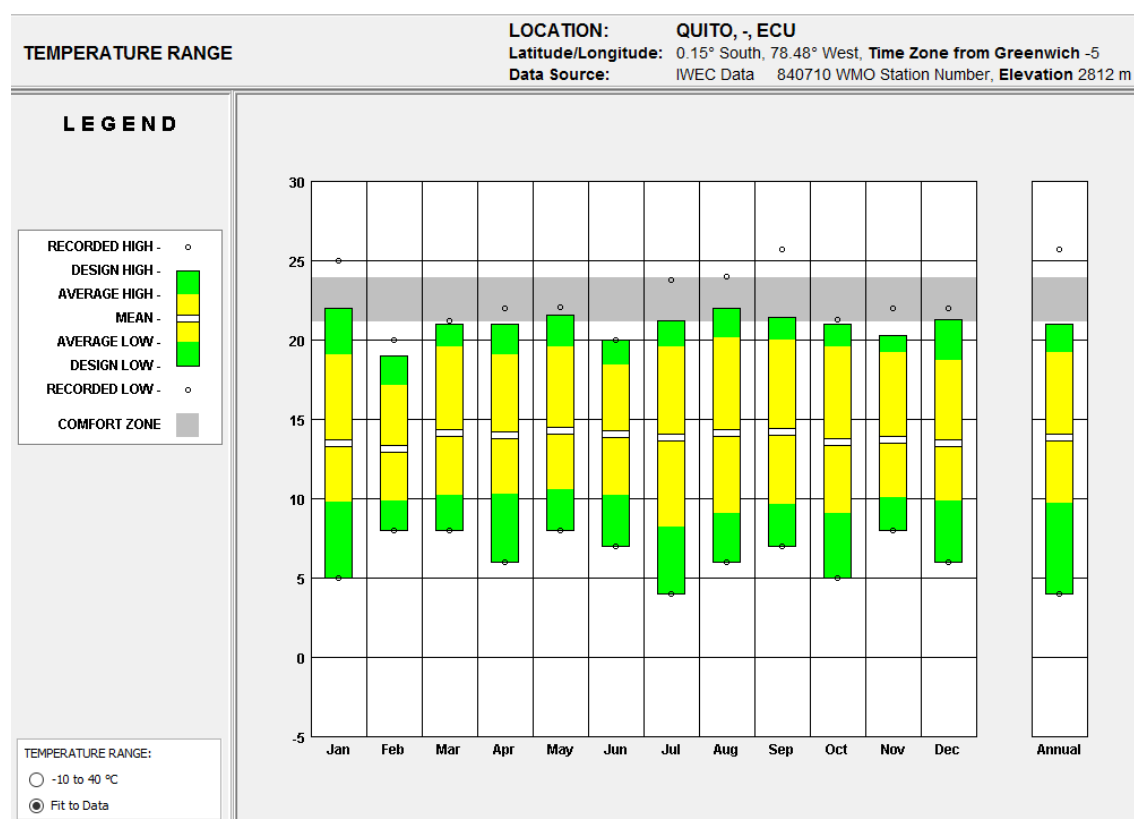 TEMPERATURE RANGE
LOCATION: QUITO, -, ECU
Latitude/Longitude: 0.15° South, 78.48° West, Time Zone from Greenwich -5
Data Source: IWEC Data 840710 WMO Station Number, Elevation 2812 m
LEGEND
RECORDED HIGH -
DESIGN HIGH -
AVERAGE HIGH -
MEAN -
AVERAGE LOW -
DESIGN LOW -
RECORDED LOW -
COMFORT ZONE
30
25
20
15
10
5
0
-5
Jan Feb Mar Apr May Jun Jul Aug Sep Oct Nov Dec Annual
TEMPERATURE RANGE:
-10 to 40 °C
Fit to Data